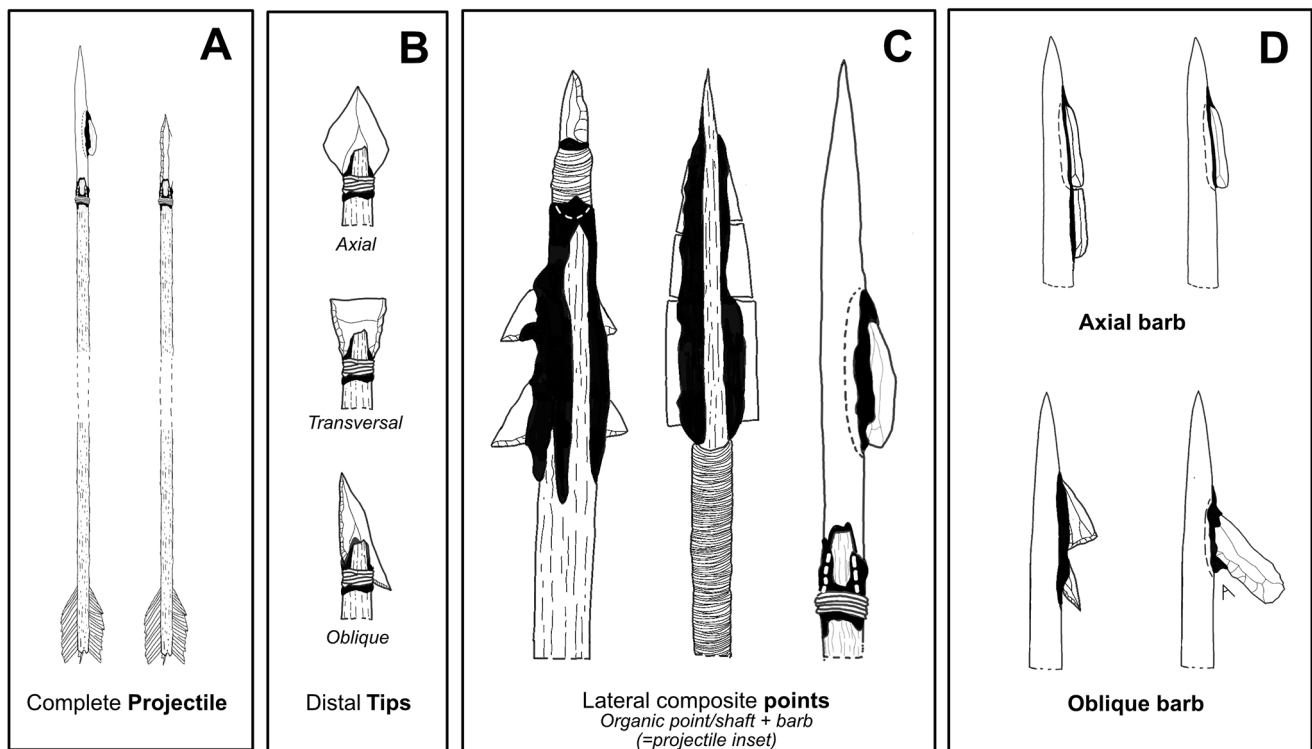 A
Complete Projectile
B
Axial
Transversal
Oblique
Distal Tips
C
Lateral composite points
Organic point/shaft + barb
(=projectile inset)
D
Axial barb
Oblique barb